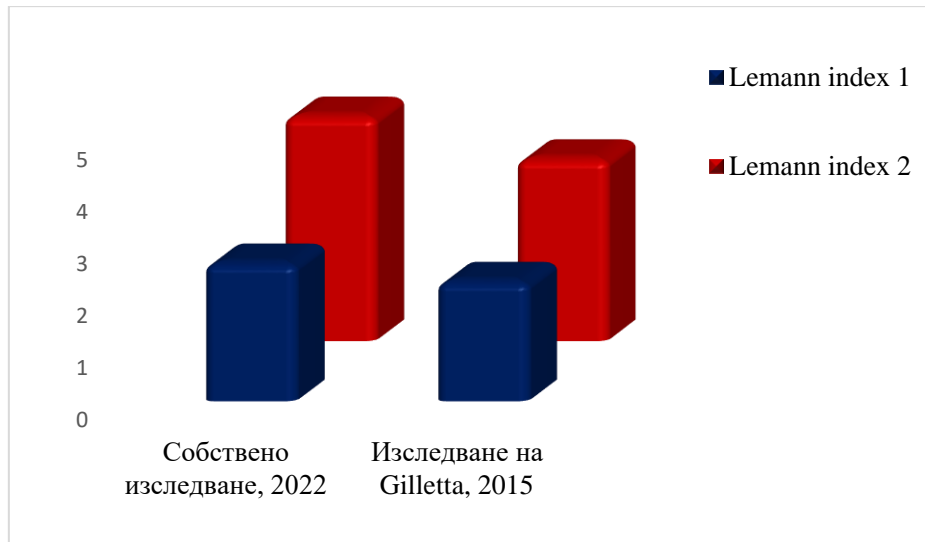 Lemann index 1
Lemann index 2
5
4
3
2
1
0
Собствено
изследване, 2022
Изследване на
Gilletta, 2015